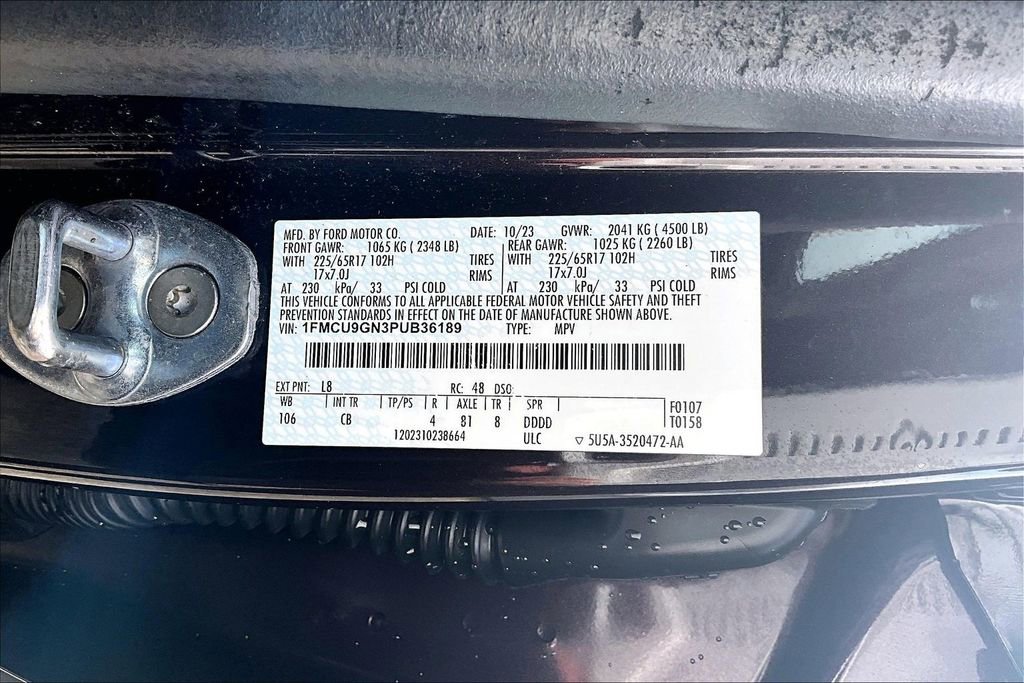 MFD. BY FORD MOTOR CO. DATE: 10/23 GVWR: 2041 KG ( 4500 LB)
FRONT GAWR: 1065 KG ( 2348 LB) REAR GAWR: 1025 KG ( 2260 LB)
WITH 225/65R17 102H TIRES WITH 225/65R17 102H TIRES
17x7.0J RIMS 17x7.0J RIMS
AT 230 kPa/ 33 PSI COLD AT 230 kPa/ 33 PSI COLD
THIS VEHICLE CONFORMS TO ALL APPLICABLE FEDERAL MOTOR VEHICLE SAFETY AND THEFT
PREVENTION STANDARDS IN EFFECT ON THE DATE OF MANUFACTURE SHOWN ABOVE.
VIN: 1FMCU9GN3PUB36189 TYPE: MPV
EXT PNT: L8 RC: 48 DSO:
WB INT TR TP/PS R AXLE TR SPR F0107
106 CB 4 81 8 DDDD T0158
1202310238664 ULC ▽ 5U5A-3520472-AA